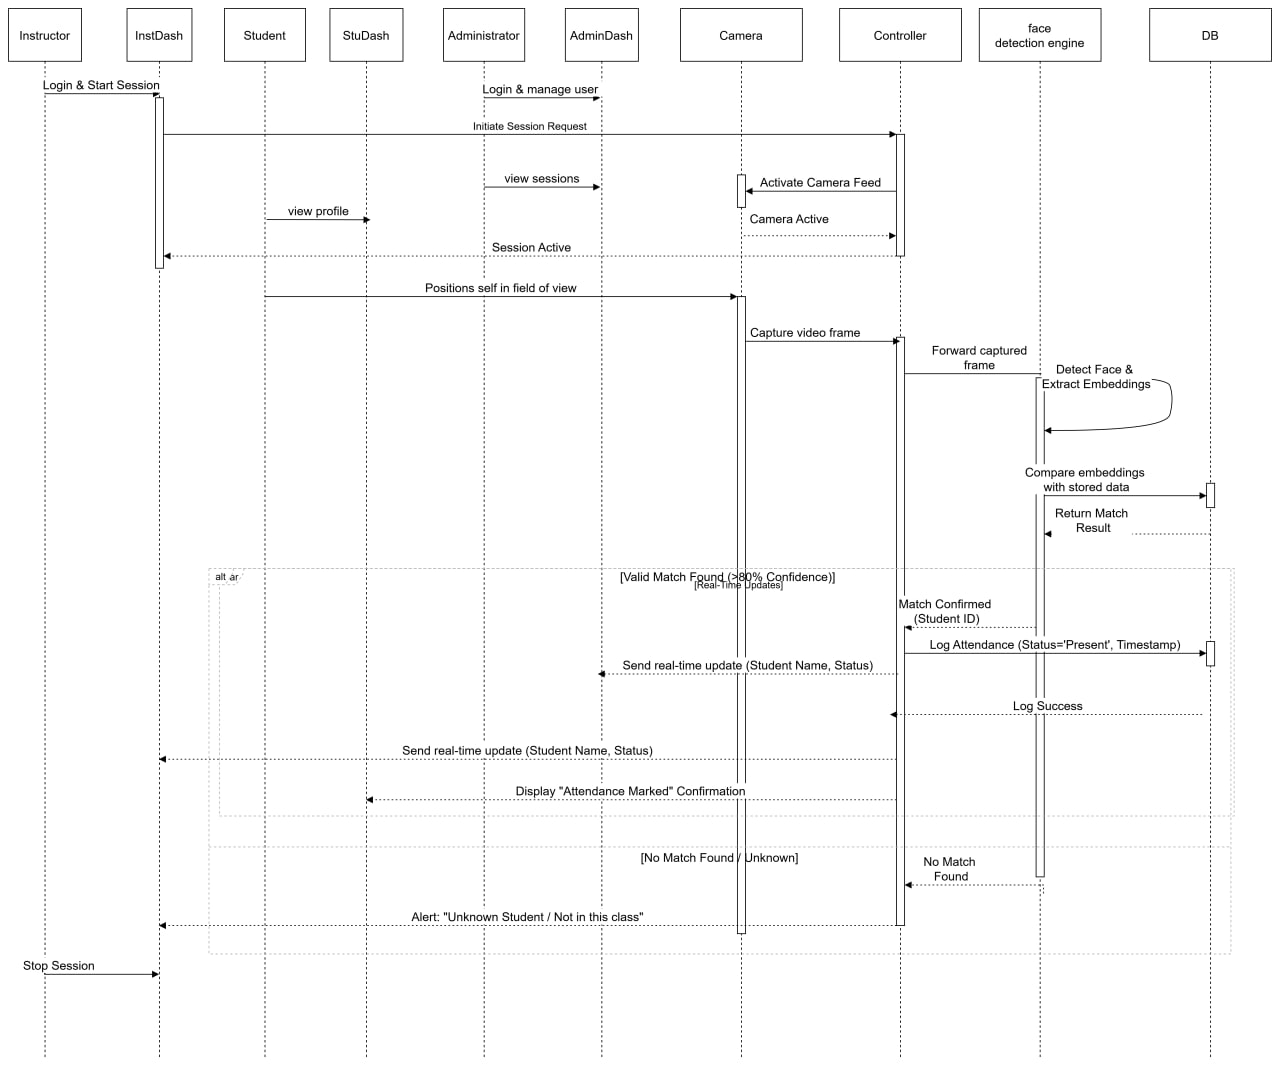 Instructor
InstDash
Student
StuDash
Administrator
AdminDash
Camera
Controller
face
detection engine
DB
Login & Start Session
Login & manage user
Initiate Session Request
view sessions
Activate Camera Feed
view profile
Camera Active
Session Active
Positions self in field of view
Capture video frame
Forward captured
frame
Detect Face &
Extract Embeddings
Compare embeddings
with stored data
Return Match
Result
alt
[Valid Match Found (>80% Confidence)]
[Real-Time Updates]
Match Confirmed
(Student ID)
Log Attendance (Status='Present', Timestamp)
Send real-time update (Student Name, Status)
Log Success
Send real-time update (Student Name, Status)
Display "Attendance Marked" Confirmation
[No Match Found / Unknown]
No Match
Found
Alert: "Unknown Student / Not in this class"
Stop Session